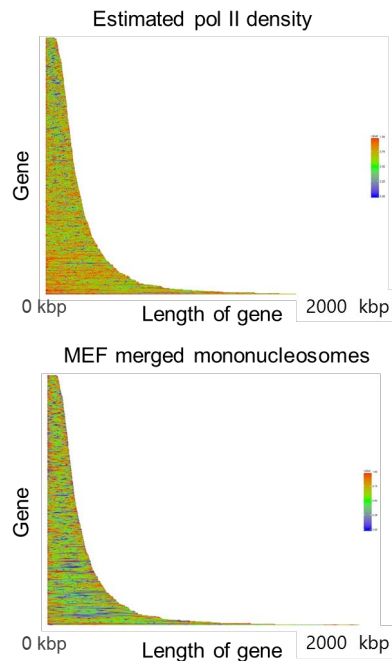 Estimated pol II density
Gene
0 kbp
Length of gene
2000 kbp
MEF merged mononucleosomes
Gene
0 kbp
Length of gene
2000 kbp